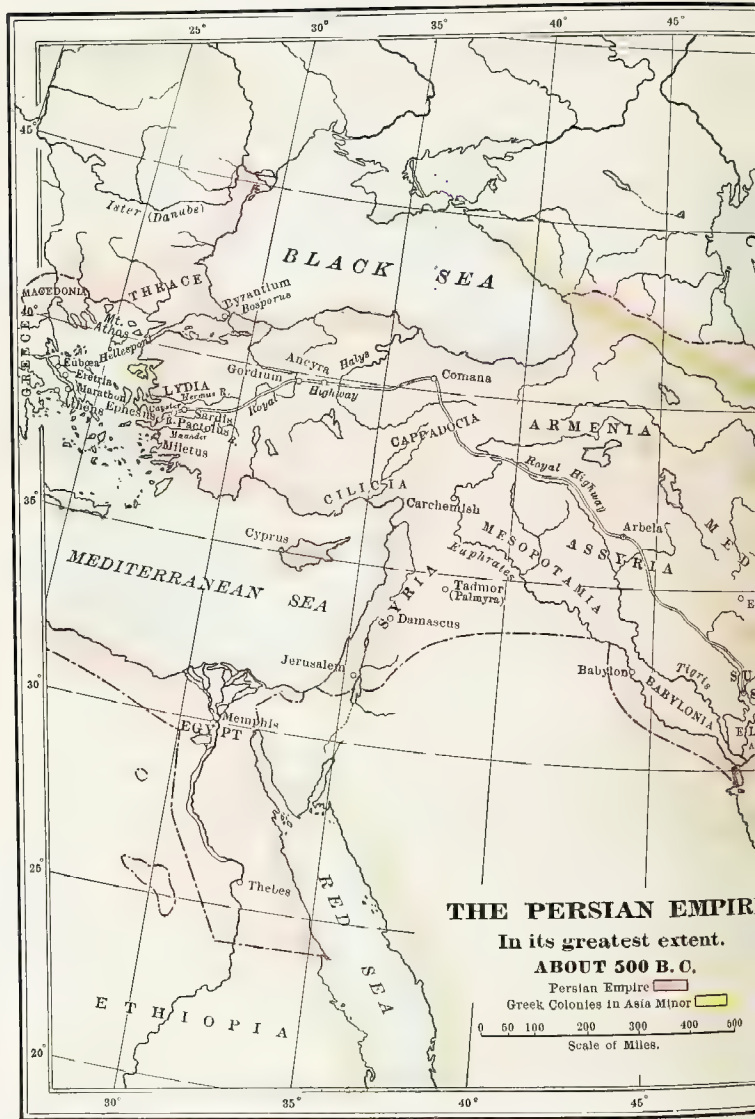 25°
30°
35°
40°
45°
45°
Ister (Danube)
BLACK SEA
MACEDONIA
THRACE
40°
Mt.
Athos
Byzantium
Bosporus
Hellespont
GREECE
Eubœa
Eretria
Marathon
Athens
Ephesus
LYDIA
Hermus R.
Sardis
R. Pactolus
Mæander R.
Miletus
Gordium
Ancyra
Halys
Royal Highway
Comana
CAPPADOCIA
ARMENIA
Royal Highway
CILICIA
Carchemish
Arbela
MED
35°
Cyprus
MESOPOTAMIA
ASSYRIA
Euphrates
MEDITERRANEAN SEA
SYRIA
Tadmor
(Palmyra)
E
Damascus
Jerusalem
Babylon
Tigris
SU
S
BABYLONIA
EL
30°
Memphis
EGYPT
25°
Thebes
RED SEA
ETHIOPIA
20°
THE PERSIAN EMPIR
In its greatest extent.
ABOUT 500 B.C.
Persian Empire
Greek Colonies in Asia Minor
0 50 100 200 300 400 500
Scale of Miles.
30°
35°
40°
45°